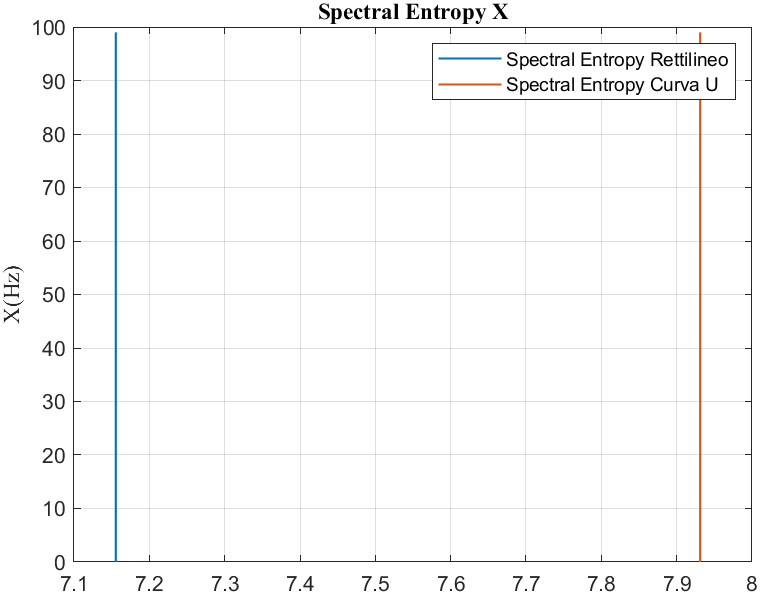 Spectral Entropy X
100
90
80
70
60
50
40
30
20
10
0
X(Hz)
Spectral Entropy Rettilineo
Spectral Entropy Curva U
7.1 7.2 7.3 7.4 7.5 7.6 7.7 7.8 7.9 8